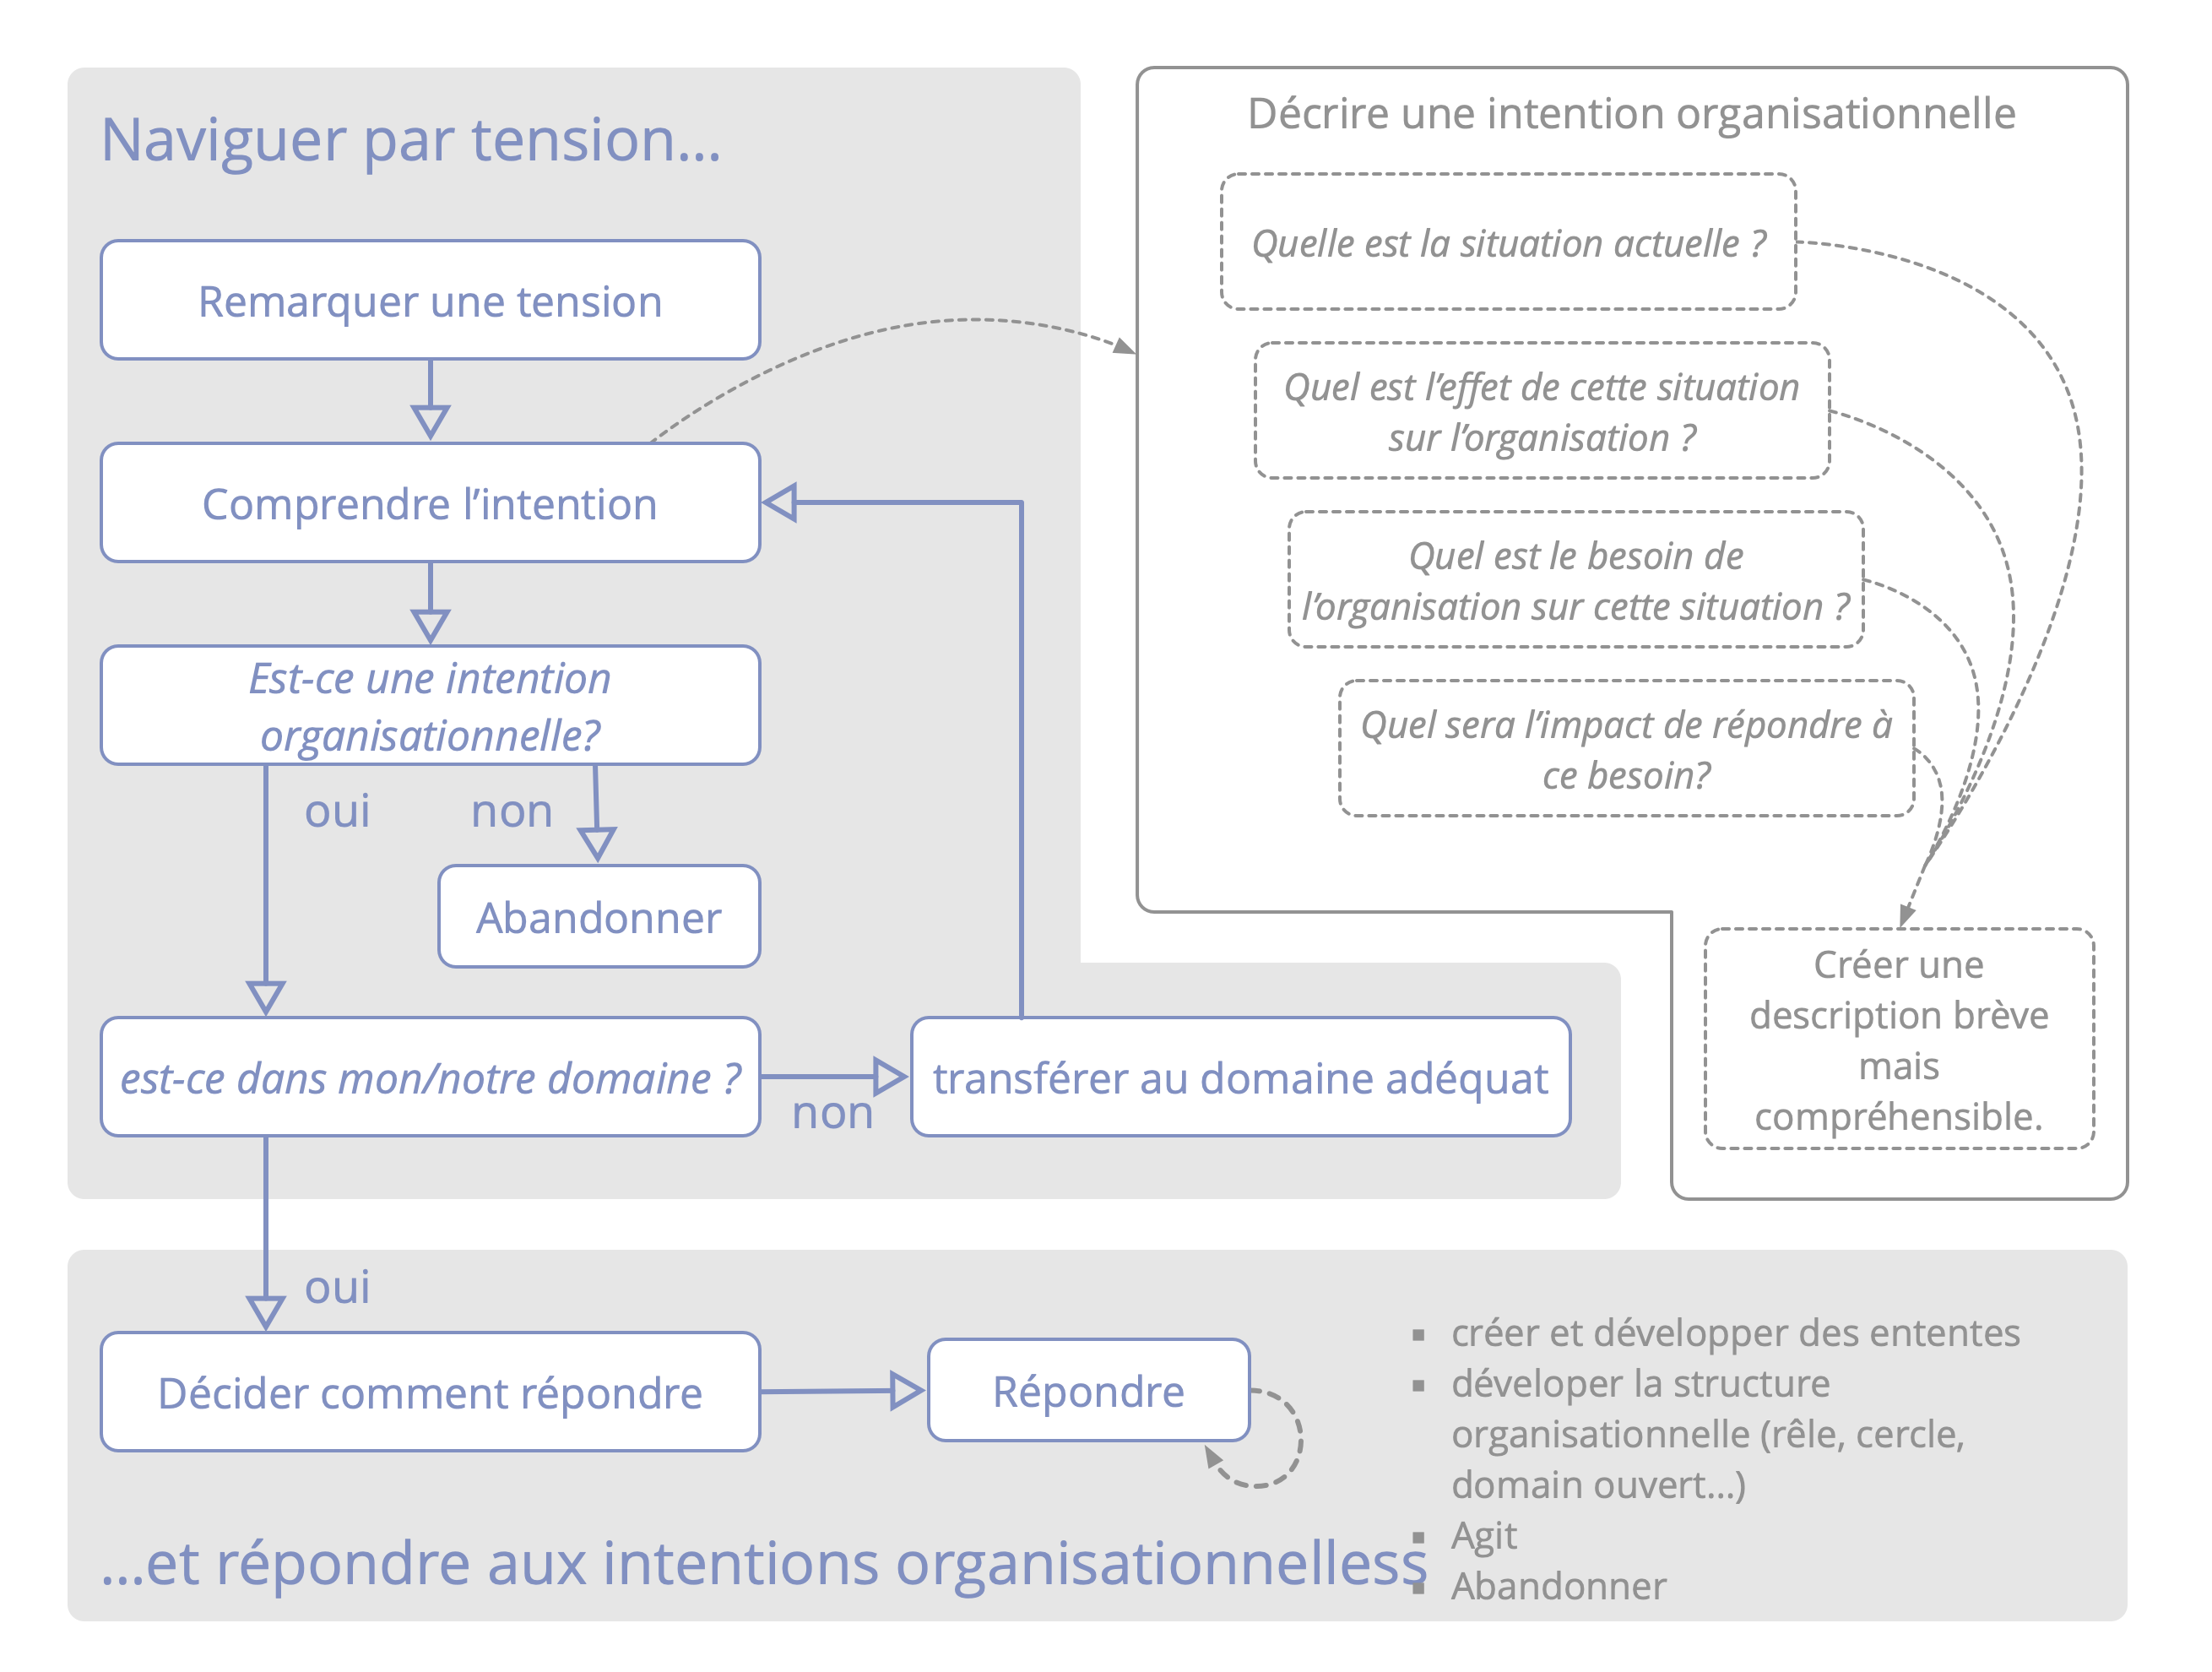 Naviguer par tension...
Remarquer une tension
Comprendre l'intention
Est-ce une intention
organisationnelle?
oui
non
Abandonner
est-ce dans mon/notre domaine ?
non
transférer au domaine adéquat
Décrire une intention organisationnelle
Quelle est la situation actuelle ?
Quel est l'effet de cette situation
sur l'organisation ?
Quel est le besoin de
l'organisation sur cette situation ?
Quel sera l'impact de répondre à
ce besoin?
Créer une
description brève
mais
compréhensible.
oui
Décider comment répondre
Répondre
▪ créer et développer des ententes
▪ déveloper la structure
organisationnelle (rêle, cercle,
domain ouvert...)
▪ Agit
▪ Abandonner
...et répondre aux intentions organisationnelless